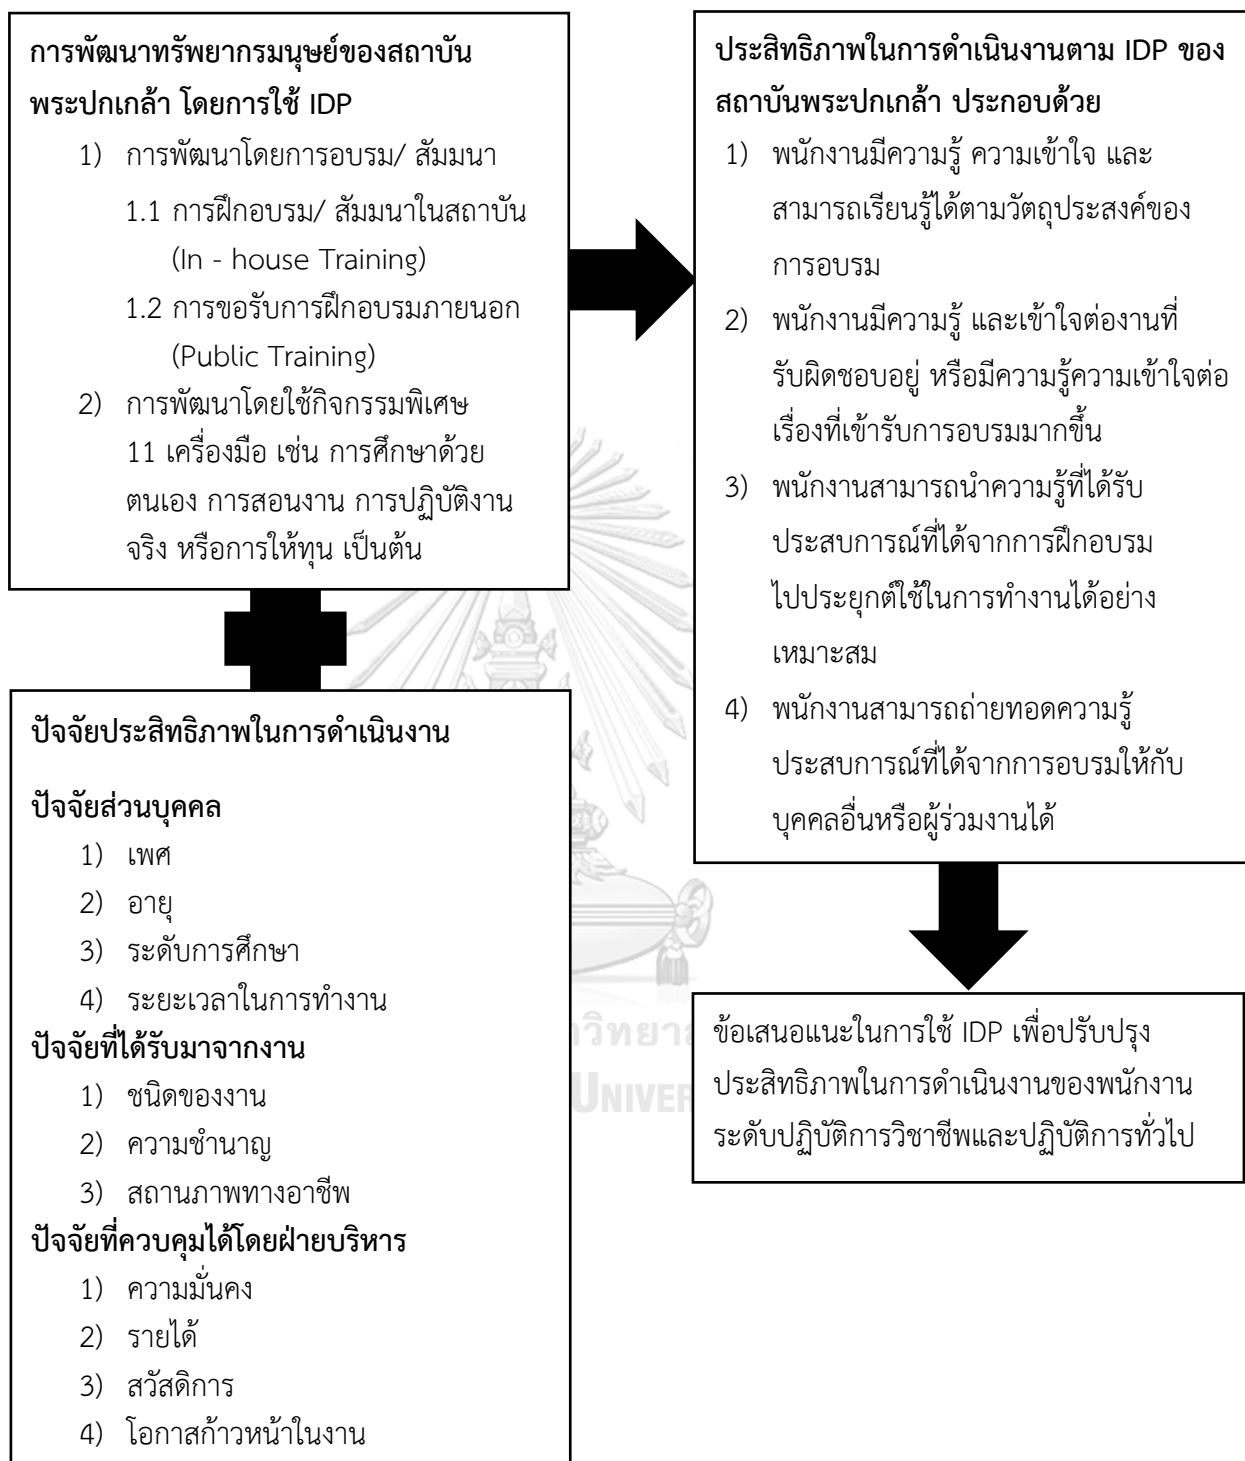 การพัฒนาทรัพยากรมนุษย์ของสถาบัน
พระปกเกล้า โดยการใช้ IDP
1) การพัฒนาโดยการอบรม/ สัมมนา
1.1 การฝึกอบรม/ สัมมนาในสถาบัน
(In - house Training)
1.2 การขอรับการฝึกอบรมภายนอก
(Public Training)
2) การพัฒนาโดยใช้กิจกรรมพิเศษ
11 เครื่องมือ เช่น การศึกษาด้วย
ตนเอง การสอนงาน การปฏิบัติงาน
จริง หรือการให้ทุน เป็นต้น
ปัจจัยประสิทธิภาพในการดำเนินงาน
ปัจจัยส่วนบุคคล
1) เพศ
2) อายุ
3) ระดับการศึกษา
4) ระยะเวลาในการทำงาน
ปัจจัยที่ได้รับมาจากงาน
1) ชนิดของงาน
2) ความชำนาญ
3) สถานภาพทางอาชีพ
ปัจจัยที่ควบคุมได้โดยฝ่ายบริหาร
1) ความมั่นคง
2) รายได้
3) สวัสดิการ
4) โอกาสก้าวหน้าในงาน
ประสิทธิภาพในการดำเนินงานตาม IDP ของ
สถาบันพระปกเกล้า ประกอบด้วย
1) พนักงานมีความรู้ ความเข้าใจ และ
สามารถเรียนรู้ได้ตามวัตถุประสงค์ของ
การอบรม
2) พนักงานมีความรู้ และเข้าใจต่องานที่
รับผิดชอบอยู่ หรือมีความรู้ความเข้าใจต่อ
เรื่องที่เข้ารับการอบรมมากขึ้น
3) พนักงานสามารถนำความรู้ที่ได้รับ
ประสบการณ์ที่ได้จากการฝึกอบรม
ไปประยุกต์ใช้ในการทำงานได้อย่าง
เหมาะสม
4) พนักงานสามารถถ่ายทอดความรู้
ประสบการณ์ที่ได้จากการอบรมให้กับ
บุคคลอื่นหรือผู้ร่วมงานได้
ข้อเสนอแนะในการใช้ IDP เพื่อปรับปรุง
ประสิทธิภาพในการดำเนินงานของพนักงาน
ระดับปฏิบัติการวิชาชีพและปฏิบัติการทั่วไป